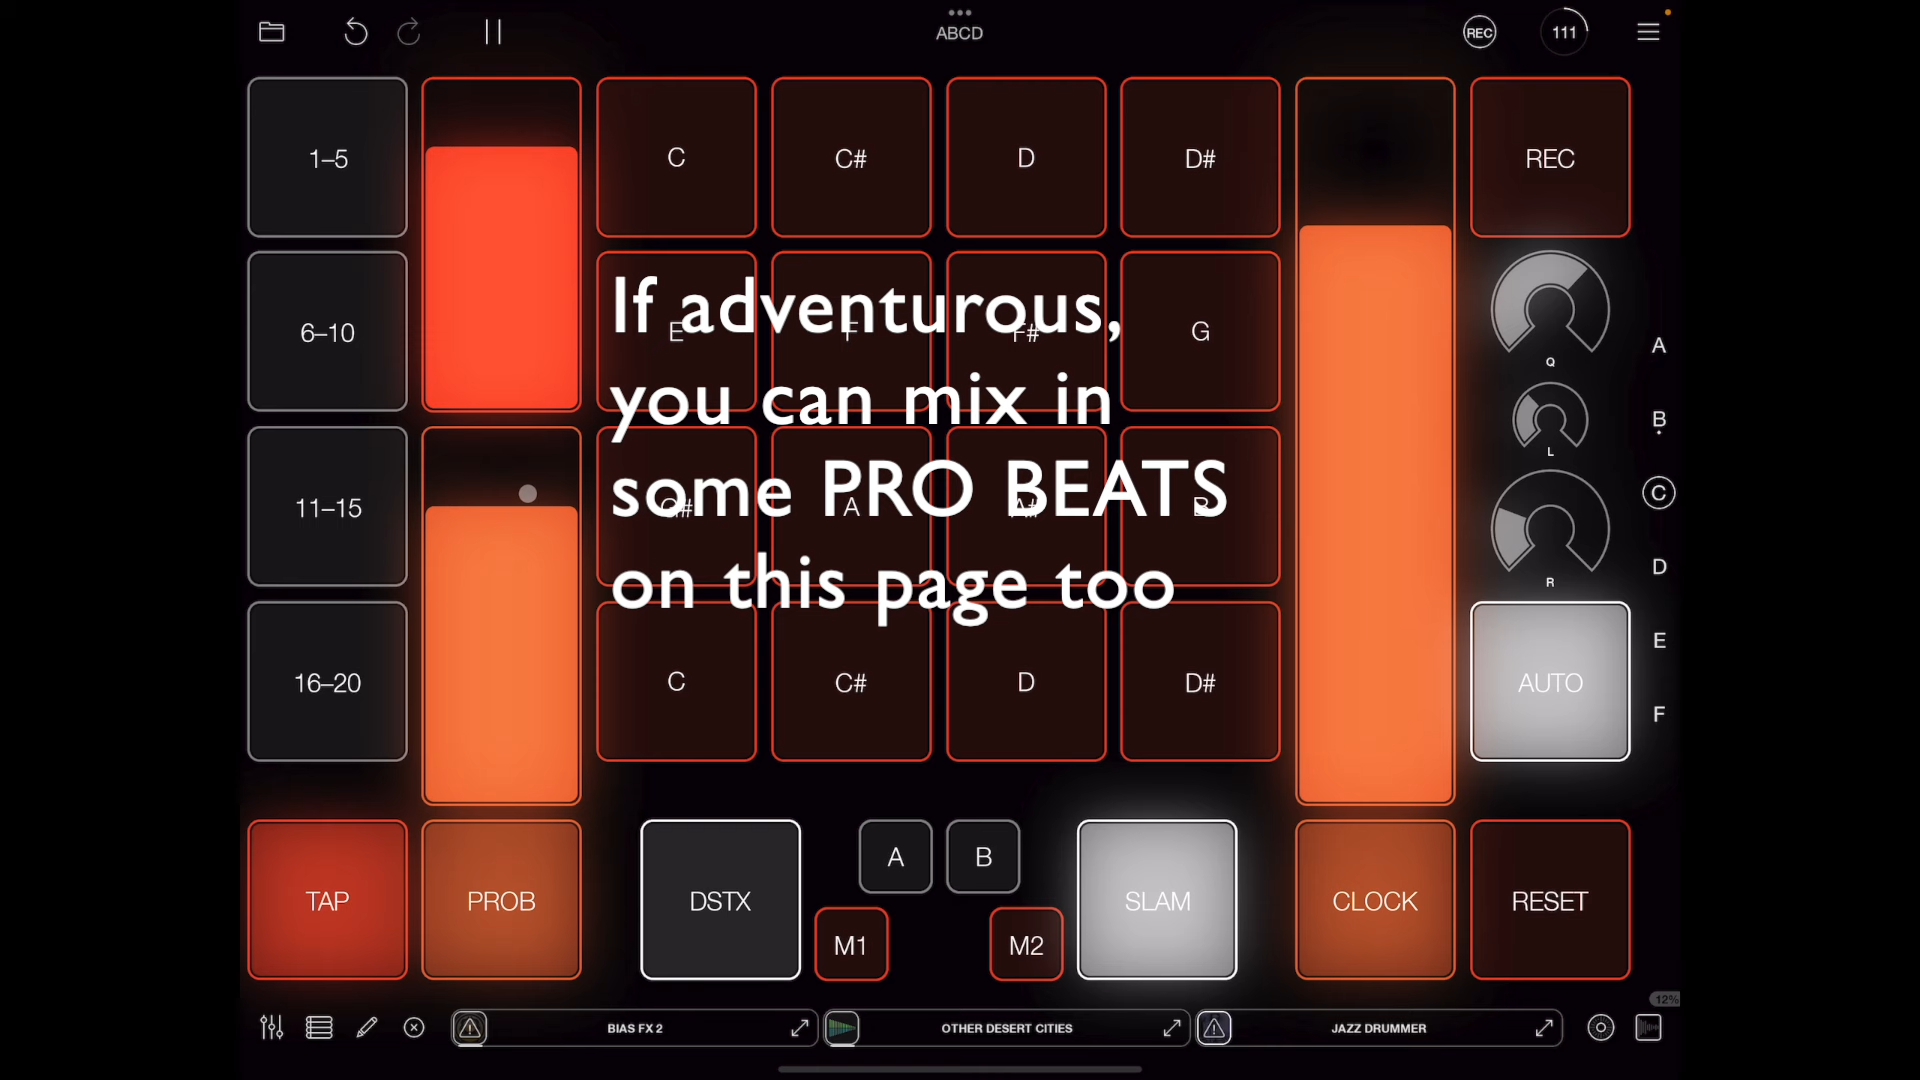 ABCD
REC
111
1–5
C
C#
D
D#
REC
6–10
E
F
F#
G
Q
A
If adventurous,
you can mix in
some PRO BEATS
on this page too
L
B
C
11–15
G#
A
A#
B
R
D
16–20
C
C#
D
D#
AUTO
E
F
TAP
PROB
DSTX
A
B
M1
M2
SLAM
CLOCK
RESET
12%
BIAS FX 2
OTHER DESERT CITIES
JAZZ DRUMMER